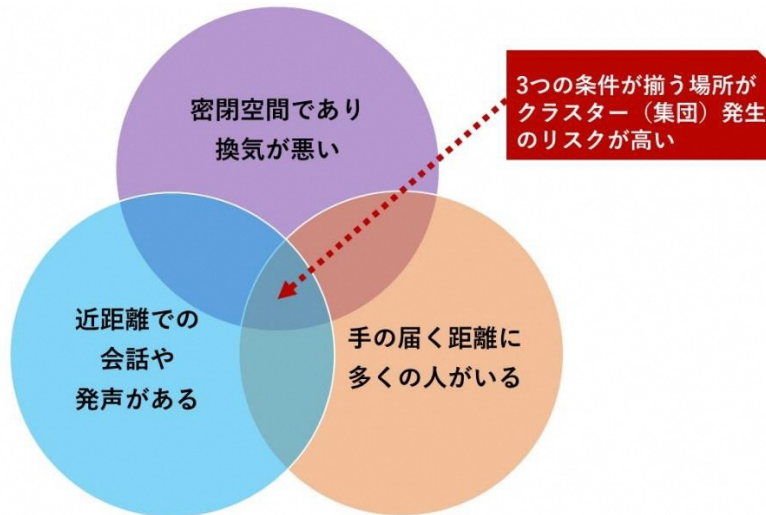 密閉空間であり
換気が悪い
3つの条件が揃う場所が
クラスター（集団）発生
のリスクが高い
近距離での
会話や
発声がある
手の届く距離に
多くの人がいる